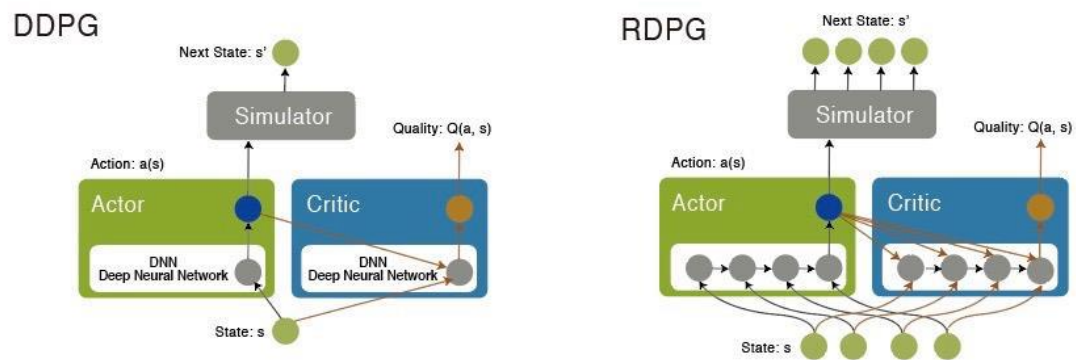 DDPG
Next State: s'
Simulator
Quality: Q(a, s)
Action: a(s)
Actor
Critic
DNN
Deep Neural Network
DNN
Deep Neural Network
State: s
RDPG
Next State: s'
Simulator
Quality: Q(a, s)
Action: a(s)
Actor
Critic
State: s